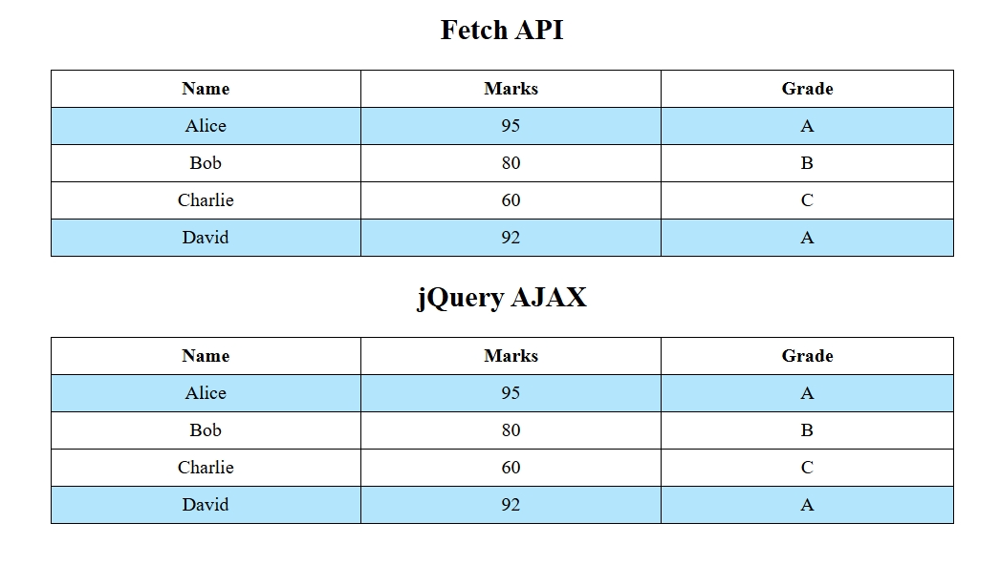 Fetch API
Name Marks Grade
Alice 95 A
Bob 80 B
Charlie 60 C
David 92 A
jQuery AJAX
Name Marks Grade
Alice 95 A
Bob 80 B
Charlie 60 C
David 92 A